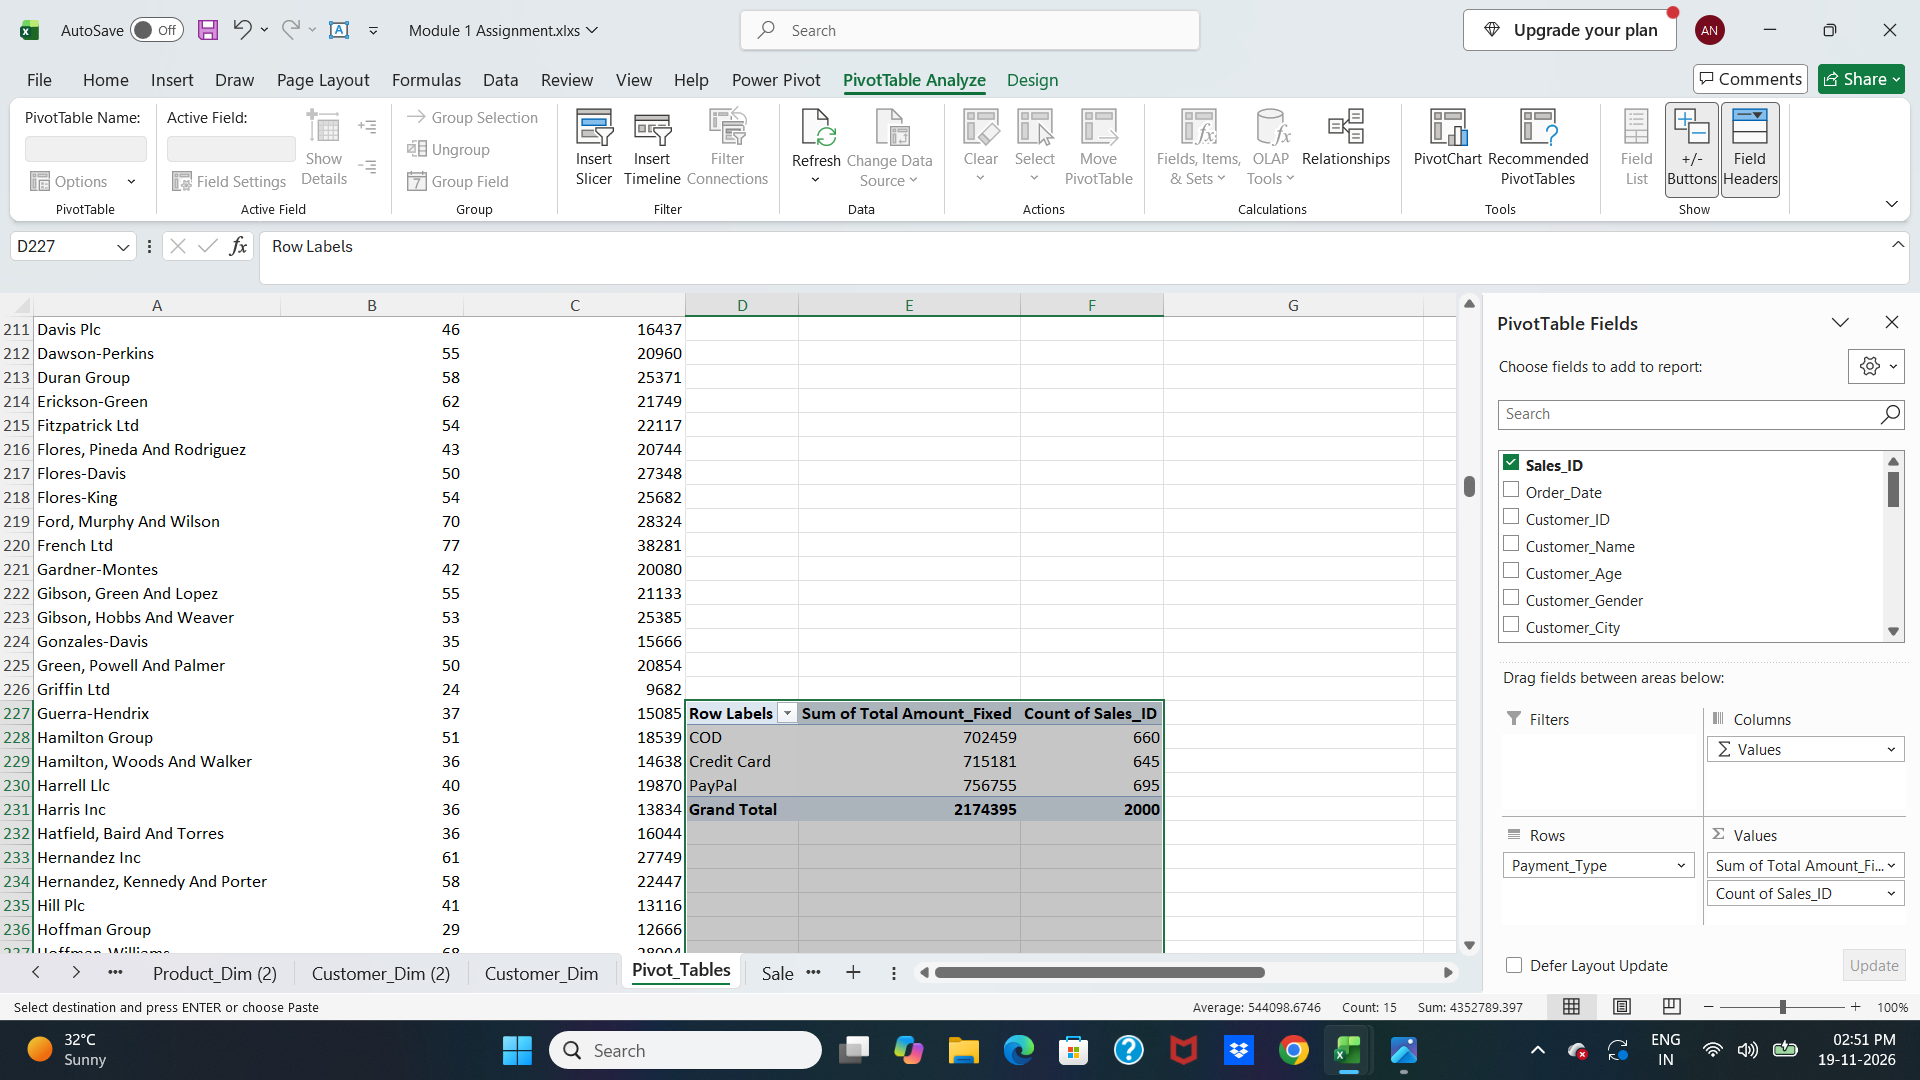 AutoSave Off Module 1 Assignment.xlxs Search Upgrade your plan AN
File Home Insert Draw Page Layout Formulas Data Review View Help Power Pivot PivotTable Analyze Design Comments Share
PivotTable Name:
Options
PivotTable
Active Field:
Field Settings
Show Details
Active Field
Group Selection
Ungroup
Group Field
Group
Insert Slicer
Insert Timeline
Filter Connections
Filter
Refresh
Change Data Source
Data
Clear
Select
Move PivotTable
Actions
Fields, Items, & Sets
OLAP Tools
Relationships
Calculations
PivotChart
Recommended PivotTables
Tools
Field List
+/- Buttons
Field Headers
Show
D227 fx Row Labels
A B C D E F G
211 Davis Plc 46 16437
212 Dawson-Perkins 55 20960
213 Duran Group 58 25371
214 Erickson-Green 62 21749
215 Fitzpatrick Ltd 54 22117
216 Flores, Pineda And Rodriguez 43 20744
217 Flores-Davis 50 27348
218 Flores-King 54 25682
219 Ford, Murphy And Wilson 70 28324
220 French Ltd 77 38281
221 Gardner-Montes 42 20080
222 Gibson, Green And Lopez 55 21133
223 Gibson, Hobbs And Weaver 53 25385
224 Gonzales-Davis 35 15666
225 Green, Powell And Palmer 50 20854
226 Griffin Ltd 24 9682
227 Guerra-Hendrix 37 15085 Row Labels Sum of Total Amount_Fixed Count of Sales_ID
228 Hamilton Group 51 18539 COD 702459 660
229 Hamilton, Woods And Walker 36 14638 Credit Card 715181 645
230 Harrell Llc 40 19870 PayPal 756755 695
231 Harris Inc 36 13834 Grand Total 2174395 2000
232 Hatfield, Baird And Torres 36 16044
233 Hernandez Inc 61 27749
234 Hernandez, Kennedy And Porter 58 22447
235 Hill Plc 41 13116
236 Hoffman Group 29 12666
237 Hoffman-Williams 68
PivotTable Fields
Choose fields to add to report:
Search
Sales_ID
Order_Date
Customer_ID
Customer_Name
Customer_Age
Customer_Gender
Customer_City
Drag fields between areas below:
Filters
Columns
Σ Values
Rows
Payment_Type
Σ Values
Sum of Total Amount_Fi...
Count of Sales_ID
Defer Layout Update Update
... Product_Dim (2) Customer_Dim (2) Customer_Dim Pivot_Tables Sale ...
Select destination and press ENTER or choose Paste Average: 544098.6746 Count: 15 Sum: 4352789.397 100%
32°C
Sunny
Search
ENG
IN
02:51 PM
19-11-2026